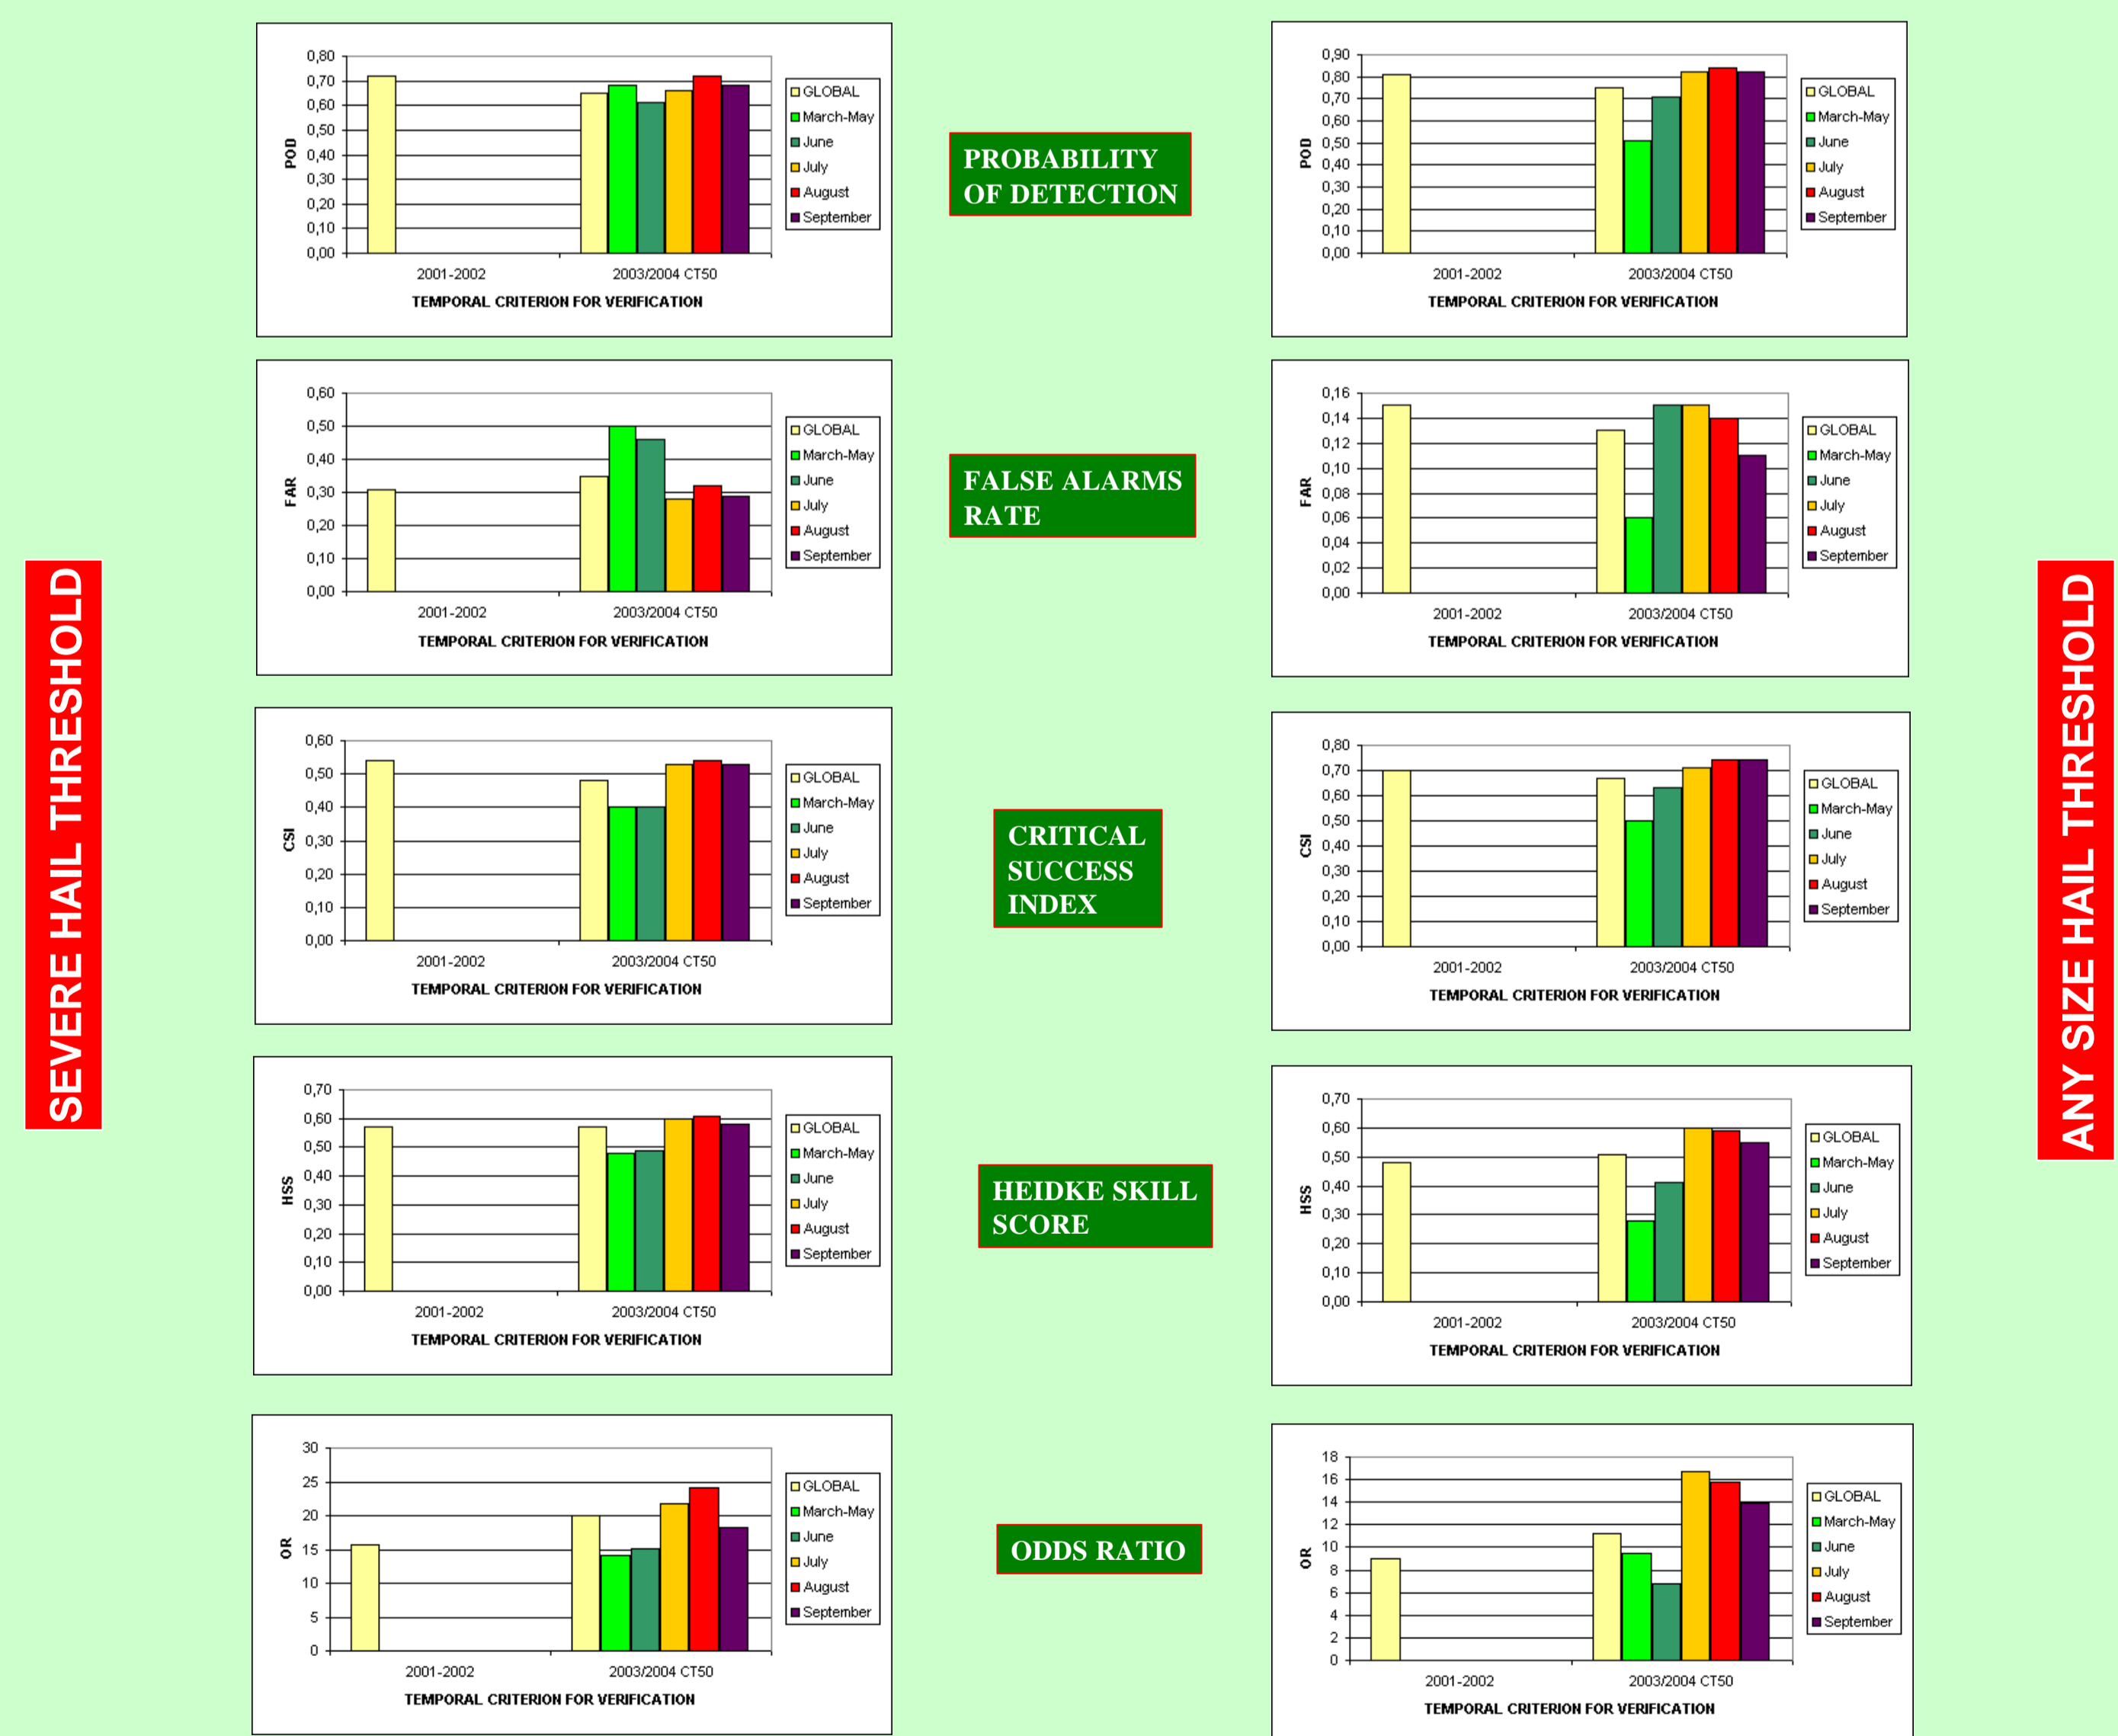 SEVERE HAIL THRESHOLD
0,80
0,70
0,60
0,50
0,40
0,30
0,20
0,10
0,00
POD
2001-2002
2003/2004 CT50
TEMPORAL CRITERION FOR VERIFICATION
GLOBAL
March-May
June
July
August
September
PROBABILITY
OF DETECTION
0,90
0,80
0,70
0,60
0,50
0,40
0,30
0,20
0,10
0,00
POD
2001-2002
2003/2004 CT50
TEMPORAL CRITERION FOR VERIFICATION
GLOBAL
March-May
June
July
August
September
0,60
0,50
0,40
0,30
0,20
0,10
0,00
FAR
2001-2002
2003/2004 CT50
TEMPORAL CRITERION FOR VERIFICATION
GLOBAL
March-May
June
July
August
September
FALSE ALARMS
RATE
0,16
0,14
0,12
0,10
0,08
0,06
0,04
0,02
0,00
FAR
2001-2002
2003/2004 CT50
TEMPORAL CRITERION FOR VERIFICATION
GLOBAL
March-May
June
July
August
September
0,60
0,50
0,40
0,30
0,20
0,10
0,00
CSI
2001-2002
2003/2004 CT50
TEMPORAL CRITERION FOR VERIFICATION
GLOBAL
March-May
June
July
August
September
CRITICAL
SUCCESS
INDEX
0,80
0,70
0,60
0,50
0,40
0,30
0,20
0,10
0,00
CSI
2001-2002
2003/2004 CT50
TEMPORAL CRITERION FOR VERIFICATION
GLOBAL
March-May
June
July
August
September
0,70
0,60
0,50
0,40
0,30
0,20
0,10
0,00
HSS
2001-2002
2003/2004 CT50
TEMPORAL CRITERION FOR VERIFICATION
GLOBAL
March-May
June
July
August
September
HEIDKE SKILL
SCORE
0,70
0,60
0,50
0,40
0,30
0,20
0,10
0,00
HSS
2001-2002
2003/2004 CT50
TEMPORAL CRITERION FOR VERIFICATION
GLOBAL
March-May
June
July
August
September
30
25
20
15
10
5
0
OR
2001-2002
2003/2004 CT50
TEMPORAL CRITERION FOR VERIFICATION
GLOBAL
March-May
June
July
August
September
ODDS RATIO
18
16
14
12
10
8
6
4
2
0
OR
2001-2002
2003/2004 CT50
TEMPORAL CRITERION FOR VERIFICATION
GLOBAL
March-May
June
July
August
September
ANY SIZE HAIL THRESHOLD